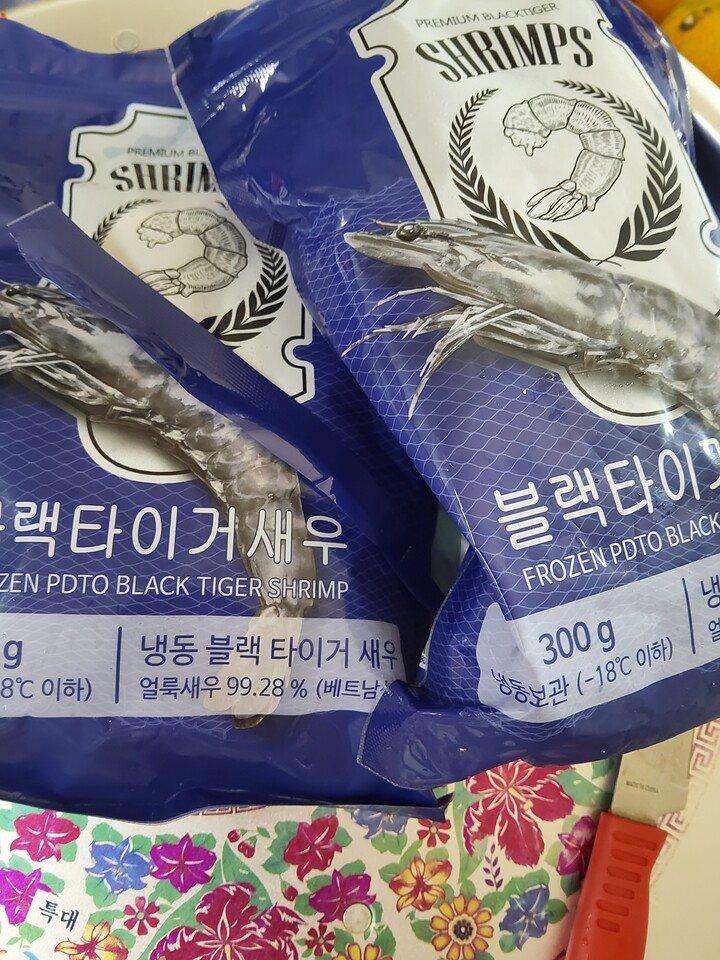 PREMIUM BLACKTIGER
SHRIMPS
PREMIUM
SHRIM
랙타이거새우
ZEN PDTO BLACK TIGER SHRIMP
g
8℃ 이하)
냉동 블랙 타이거 새우
얼룩새우 99.28 % (베트남
블랙타이
FROZEN PDTO BLACK
300 g
냉동보관 (-18℃ 이하)
냉
얼
특대